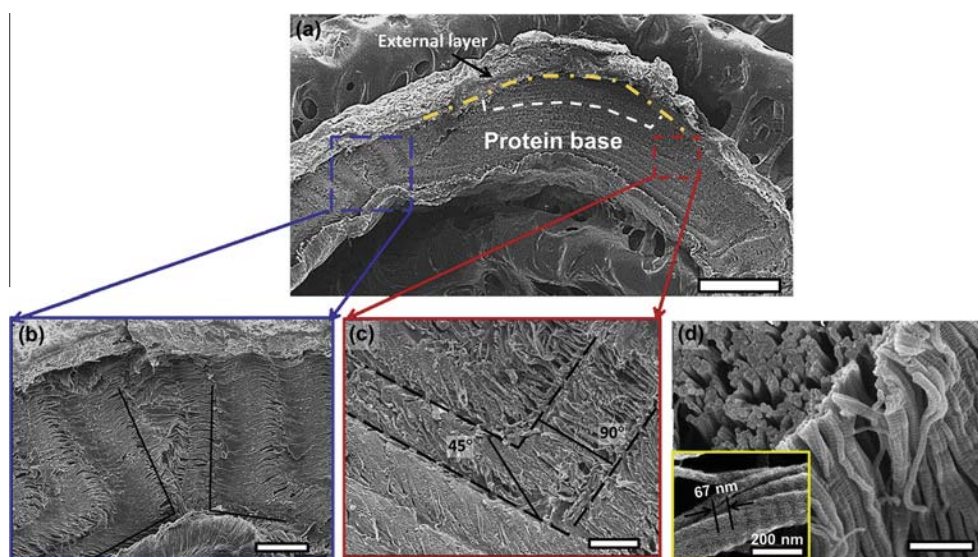 (a)
External layer
Protein base
(b)
(c)
45°
90°
(d)
67 nm
200 nm